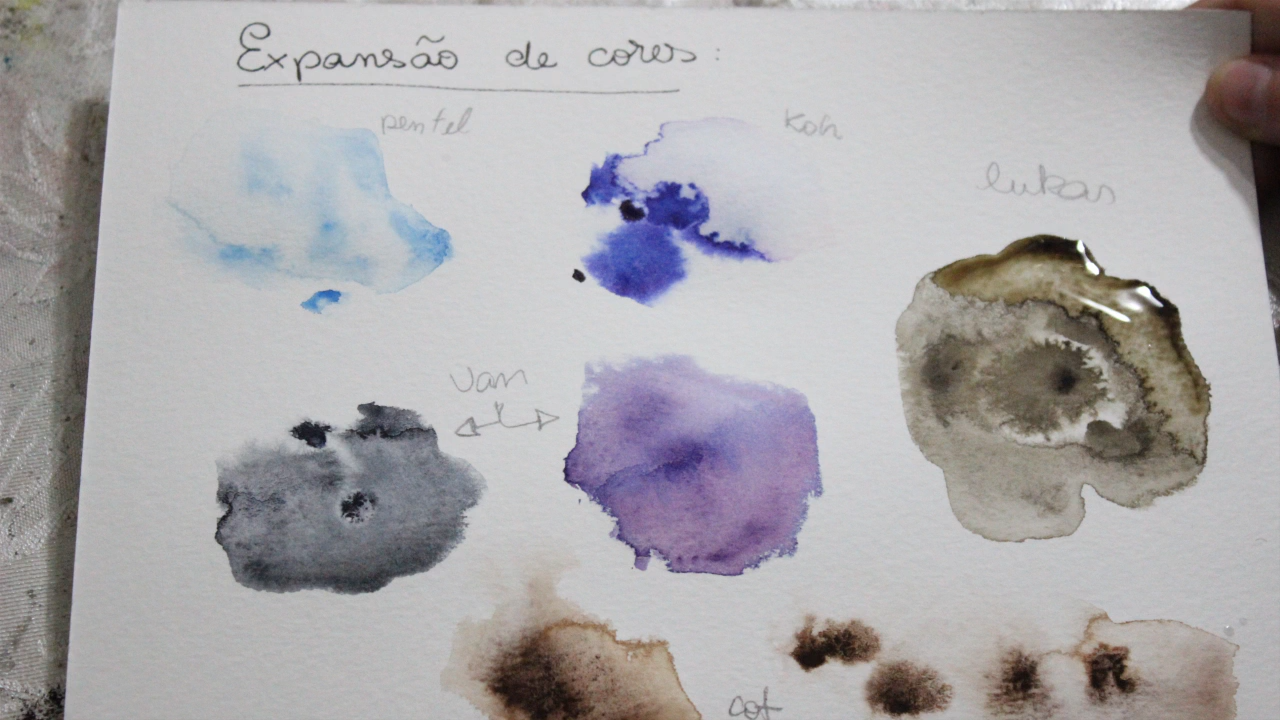 Expansão de cores:
pentel
Koh
lukas
van
cot